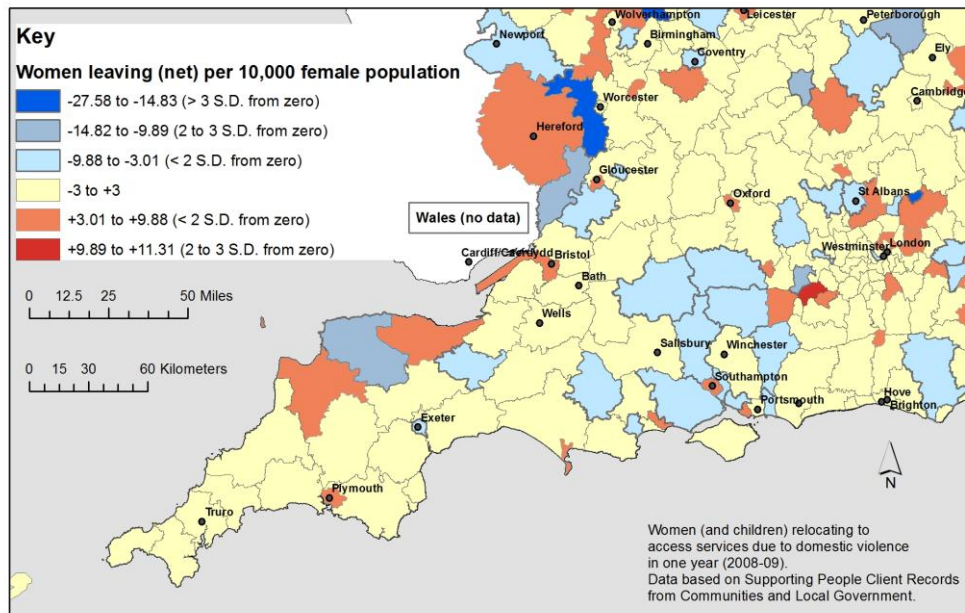 Key
Women leaving (net) per 10,000 female population
-27.58 to -14.83 (> 3 S.D. from zero)
-14.82 to -9.89 (2 to 3 S.D. from zero)
-9.88 to -3.01 (< 2 S.D. from zero)
-3 to +3
+3.01 to +9.88 (< 2 S.D. from zero)
+9.89 to +11.31 (2 to 3 S.D. from zero)
0 12.5 25 50 Miles
0 15 30 60 Kilometers
Wolverhampton
Leicester
Peterborough
Newport
Birmingham
Coventry
Ely
Worcester
Cambridge
Hereford
Gloucester
Oxford
St Albans
Wales (no data)
Westminster
London
Cardiff/Caerdydd
Bristol
Bath
Wells
Salisbury
Winchester
Southampton
Portsmouth
Hove
Brighton
Exeter
Plymouth
Truro
N
Women (and children) relocating to
access services due to domestic violence
in one year (2008-09).
Data based on Supporting People Client Records
from Communities and Local Government.